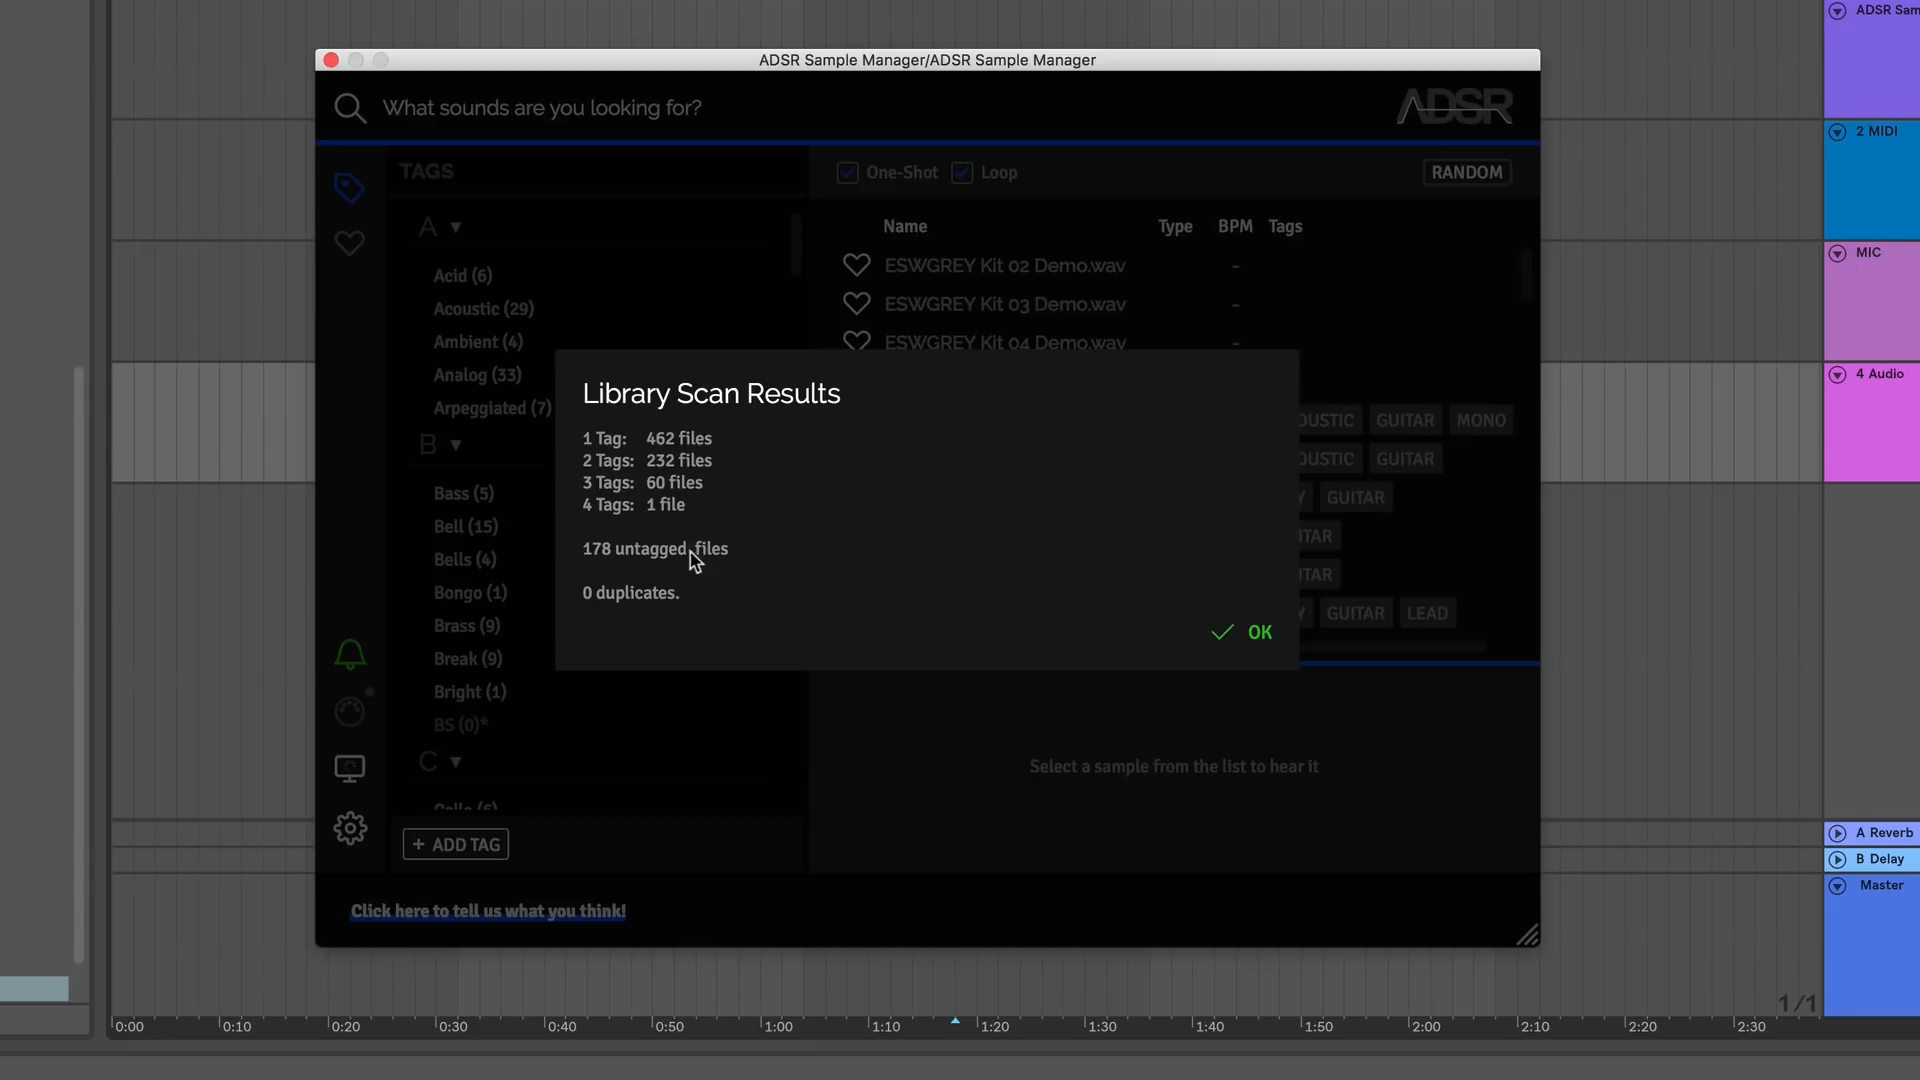 ADSR Sam
ADSR Sample Manager/ADSR Sample Manager
What sounds are you looking for?
ADSR
2 MIDI
TAGS
One-Shot
Loop
RANDOM
A
Name
Type
BPM
Tags
MIC
Acid (6)
ESWGREY Kit 02 Demo.wav
-
Acoustic (29)
ESWGREY Kit 03 Demo.wav
-
Ambient (4)
ESWGREY Kit 04 Demo.wav
-
Analog (33)
4 Audio
Arpeggiated (7)
Library Scan Results
1 Tag: 462 files
2 Tags: 232 files
3 Tags: 60 files
4 Tags: 1 file
178 untagged files
0 duplicates.
OK
OUSTIC GUITAR MONO
OUSTIC GUITAR
GUITAR
ITAR
ITAR
GUITAR LEAD
B
Bass (5)
Bell (15)
Bells (4)
Bongo (1)
Brass (9)
Break (9)
Bright (1)
BS (0)*
C
Select a sample from the list to hear it
+ ADD TAG
A Reverb
B Delay
Master
Click here to tell us what you think!
1/1
0:00 0:10 0:20 0:30 0:40 0:50 1:00 1:10 1:20 1:30 1:40 1:50 2:00 2:10 2:20 2:30